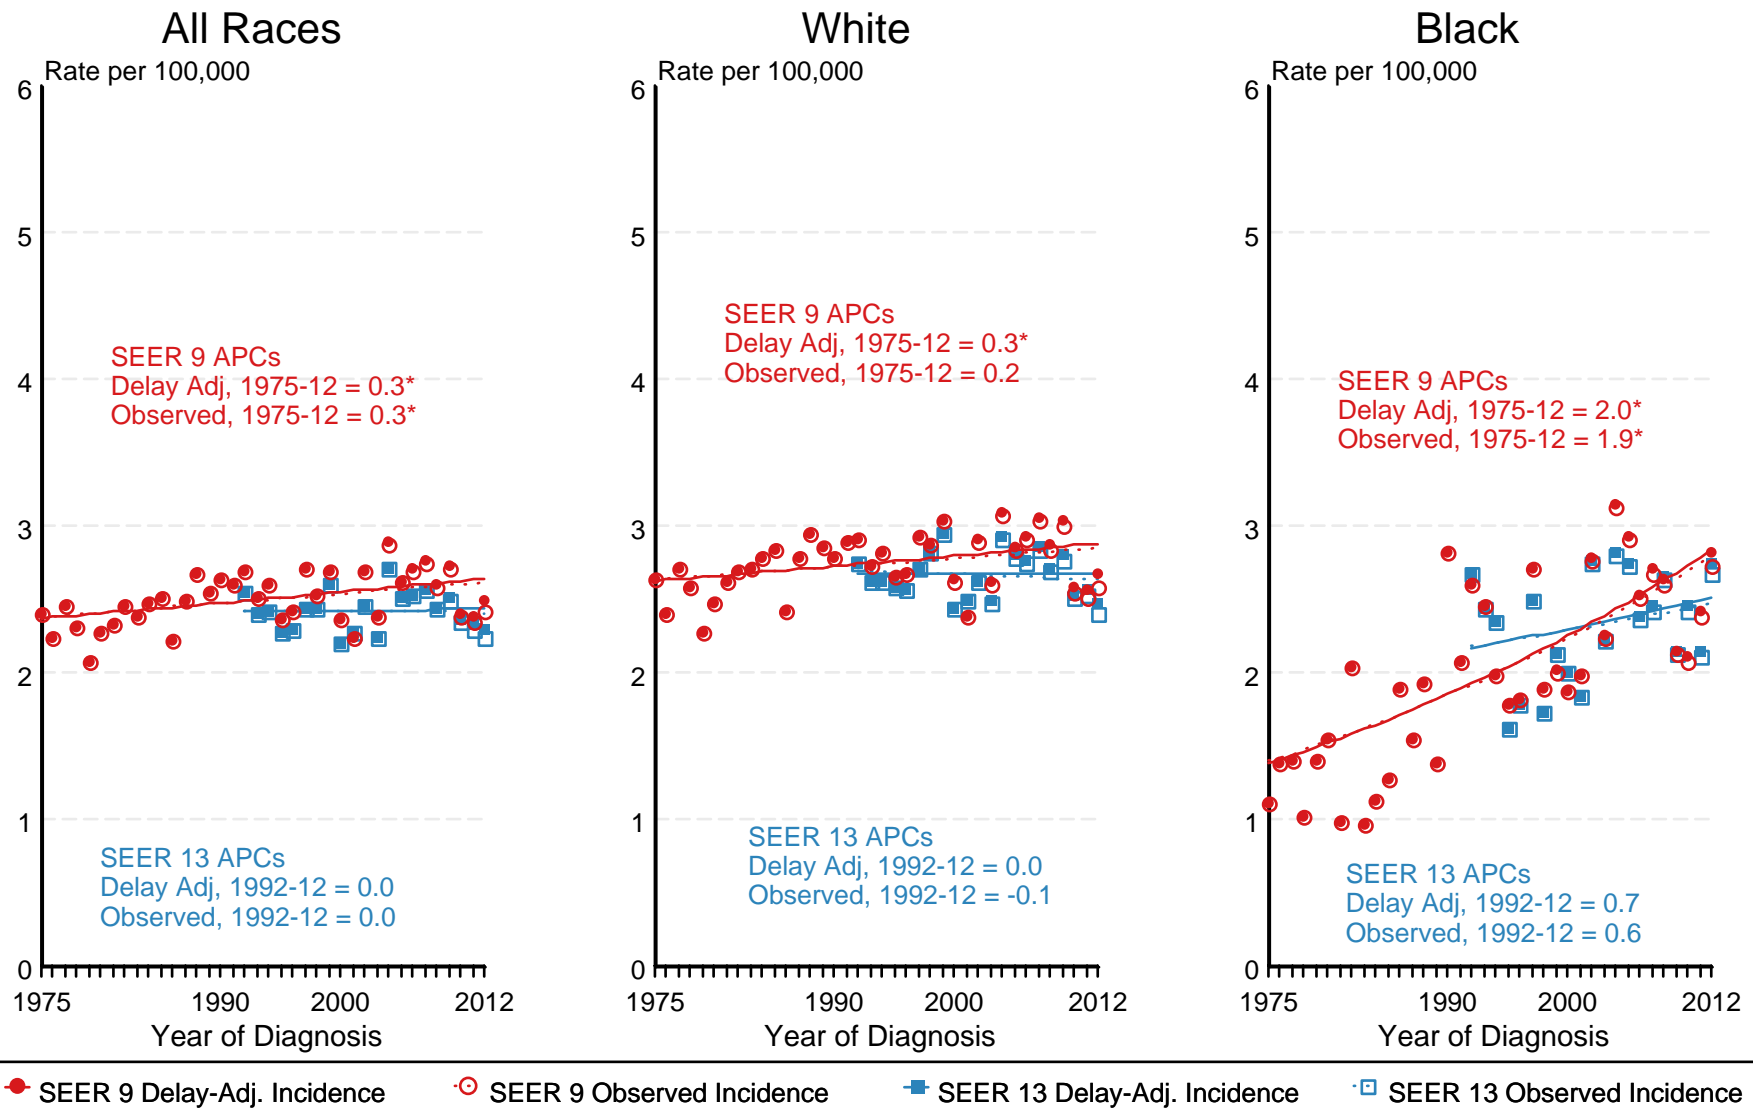 All Races
Rate per 100,000
6
5
4
3
2
1
0
SEER 9 APCs
Delay Adj, 1975-12 = 0.3*
Observed, 1975-12 = 0.3*
SEER 13 APCs
Delay Adj, 1992-12 = 0.0
Observed, 1992-12 = 0.0
1975 1990 2000 2012
Year of Diagnosis
White
Rate per 100,000
6
5
4
3
2
1
0
SEER 9 APCs
Delay Adj, 1975-12 = 0.3*
Observed, 1975-12 = 0.2
SEER 13 APCs
Delay Adj, 1992-12 = 0.0
Observed, 1992-12 = -0.1
1975 1990 2000 2012
Year of Diagnosis
Black
Rate per 100,000
6
5
4
3
2
1
0
SEER 9 APCs
Delay Adj, 1975-12 = 2.0*
Observed, 1975-12 = 1.9*
SEER 13 APCs
Delay Adj, 1992-12 = 0.7
Observed, 1992-12 = 0.6
1975 1990 2000 2012
Year of Diagnosis
SEER 9 Delay-Adj. Incidence SEER 9 Observed Incidence SEER 13 Delay-Adj. Incidence SEER 13 Observed Incidence